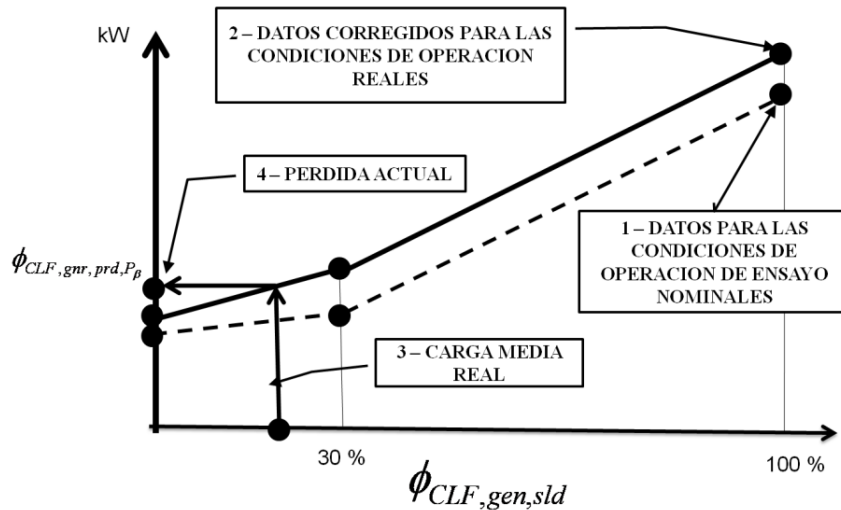 kW
2 – DATOS CORREGIDOS PARA LAS
CONDICIONES DE OPERACION
REALES
4 – PERDIDA ACTUAL
ϕCLF,gnr,prd,Pβ
1 – DATOS PARA LAS
CONDICIONES DE
OPERACION DE ENSAYO
NOMINALES
3 – CARGA MEDIA
REAL
30 %
100 %
ϕCLF,gen,sld